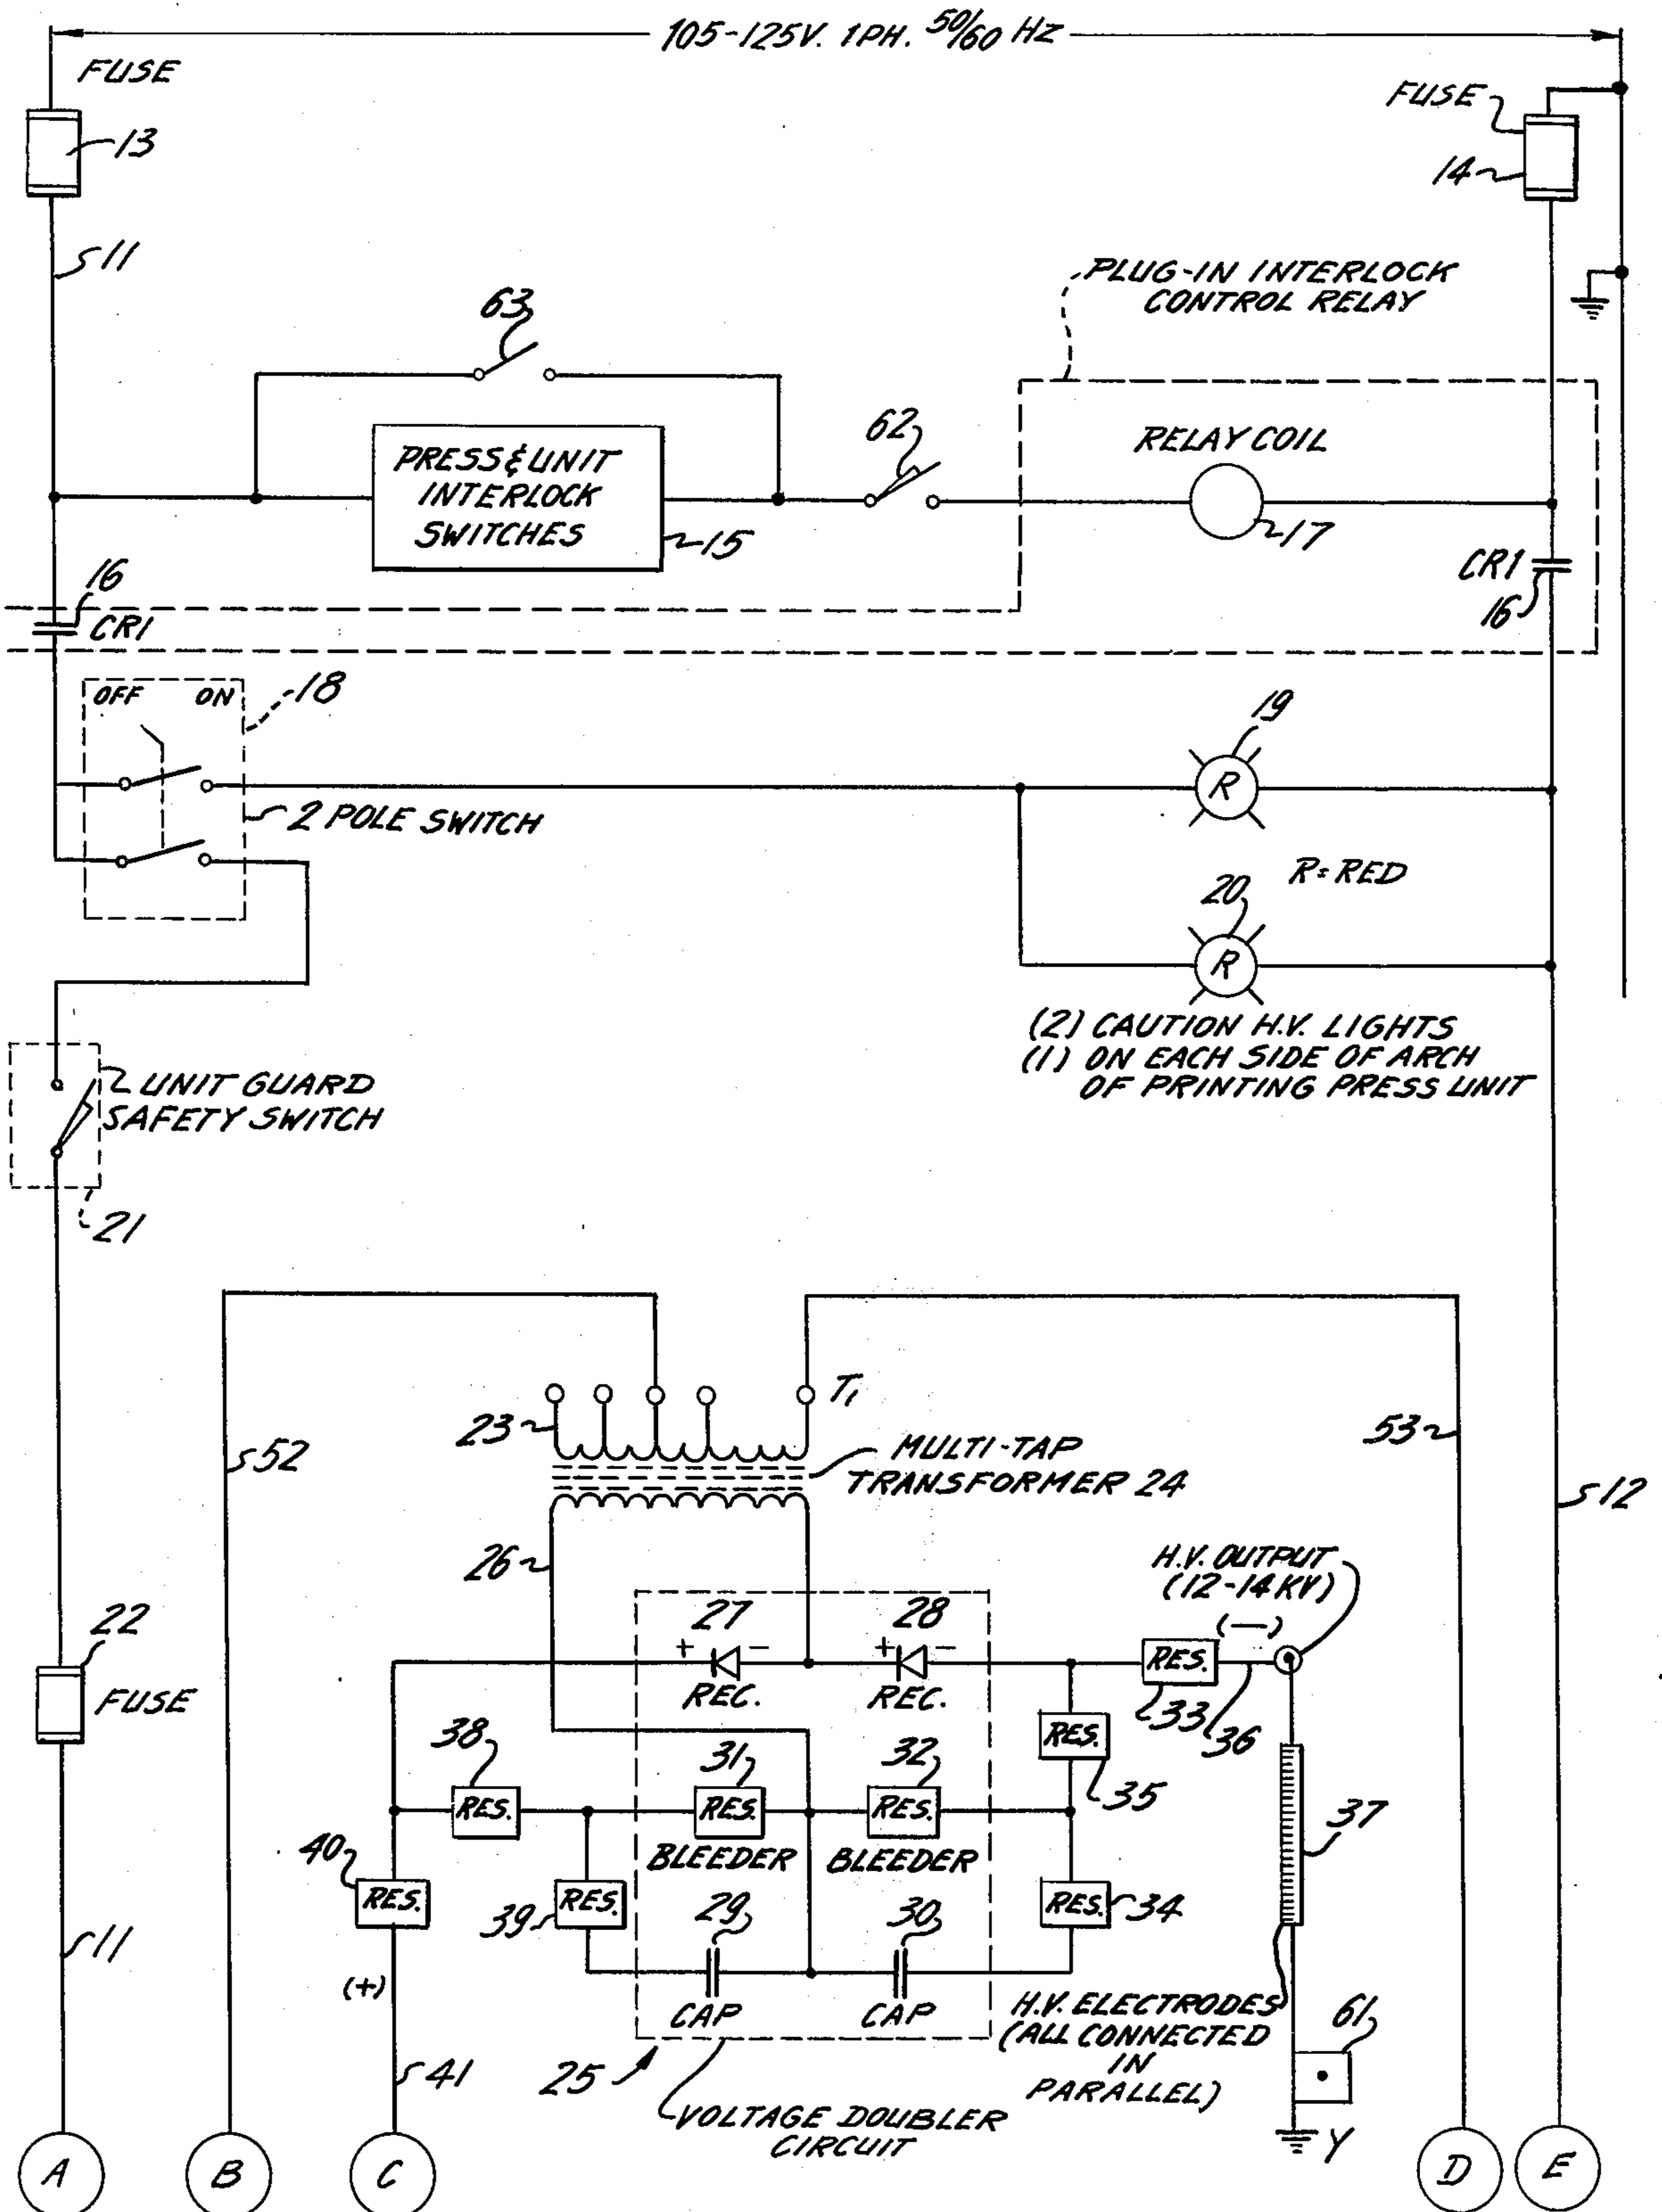 105-125V. 1PH. 50/60 HZ
FUSE
13
FUSE
14
11
PLUG-IN INTERLOCK
CONTROL RELAY
63
62
RELAY COIL
PRESS & UNIT
INTERLOCK
SWITCHES
15
17
CR1
16
16
CR1
OFF ON
18
19
R
2 POLE SWITCH
R=RED
20
R
(2) CAUTION H.V. LIGHTS
(1) ON EACH SIDE OF ARCH
OF PRINTING PRESS UNIT
UNIT GUARD
SAFETY SWITCH
21
T1
23
52
53
MULTI-TAP
TRANSFORMER 24
12
26
H.V. OUTPUT
(12-14KV)
(—)
22
FUSE
27
28
+ −
+ −
REC.
REC.
RES.
33
36
RES.
35
38
RES.
31
RES.
BLEEDER
32
RES.
BLEEDER
37
40
RES.
39
RES.
29
CAP
30
CAP
RES.
34
11
(+)
41
H.V. ELECTRODES
(ALL CONNECTED
IN
PARALLEL)
61
25
VOLTAGE DOUBLER
CIRCUIT
Y
A
B
C
D
E